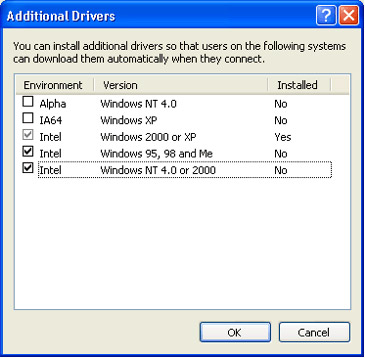 Additional Drivers
You can install additional drivers so that users on the following systems
can download them automatically when they connect.
Environment Version Installed
Alpha Windows NT 4.0 No
IA64 Windows XP No
Intel Windows 2000 or XP Yes
Intel Windows 95, 98 and Me No
Intel Windows NT 4.0 or 2000 No
OK Cancel